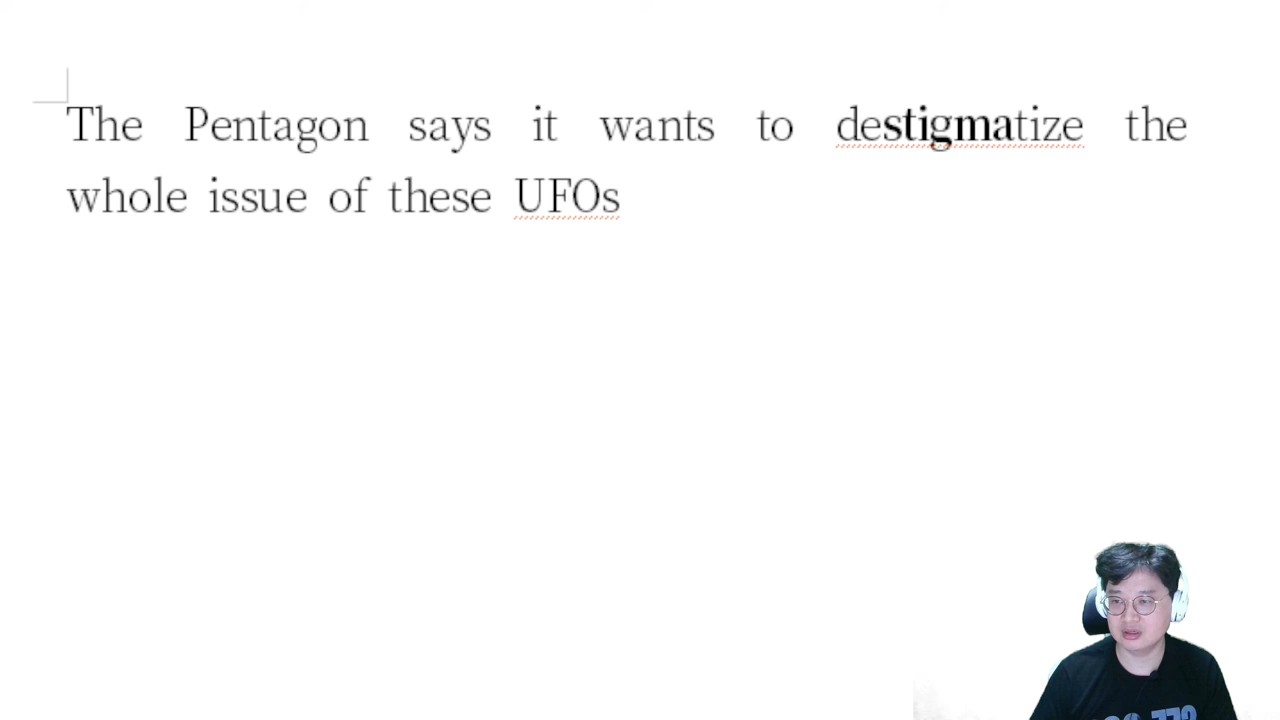 The Pentagon says it wants to destigmatize the
whole issue of these UFOs